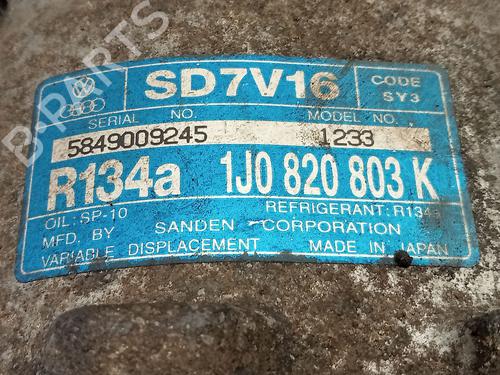 SD7V16
CODE
SY3
SERIAL NO.
MODEL NO.
5849009245
1233
R134a
1J0 820 803 K
OIL: SP-10
REFRIGERANT: R134a
MFD. BY SANDEN CORPORATION
VARIABLE DISPLACEMENT MADE IN JAPAN
B-PARTS